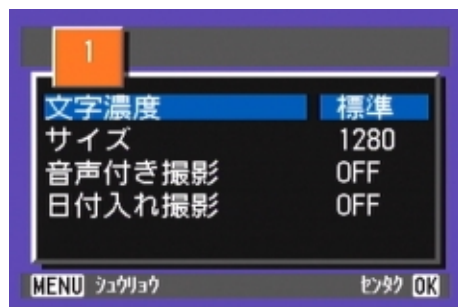 1
文字濃度 標準
サイズ 1280
音声付き撮影 OFF
日付入れ撮影 OFF
MENU ｼｭｳﾘｮｳ ｾﾝﾀｸ OK